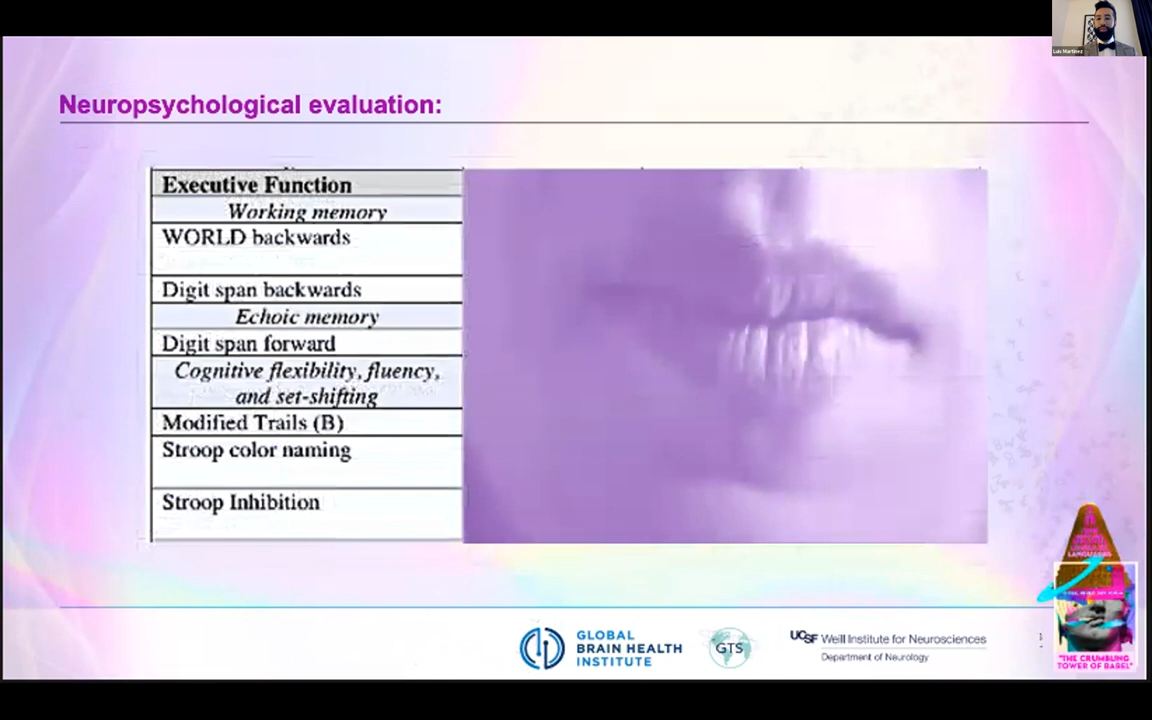 Luis Martinez
Neuropsychological evaluation:
Executive Function
Working memory
WORLD backwards
Digit span backwards
Echoic memory
Digit span forward
Cognitive flexibility, fluency,
and set-shifting
Modified Trails (B)
Stroop color naming
Stroop Inhibition
GLOBAL
BRAIN HEALTH
INSTITUTE
GTS
UCSF Weill Institute for Neurosciences
Department of Neurology
"THE CRUMBLING
TOWER OF BABEL"